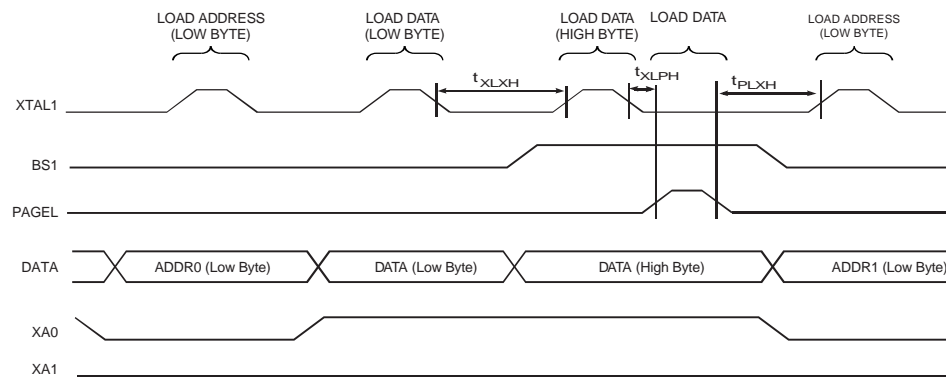 LOAD ADDRESS
(LOW BYTE)
LOAD DATA
(LOW BYTE)
LOAD DATA
(HIGH BYTE)
LOAD DATA
LOAD ADDRESS
(LOW BYTE)
t XLXH
tXLPH
tPLXH
XTAL1
BS1
PAGEL
DATA
ADDR0 (Low Byte)
DATA (Low Byte)
DATA (High Byte)
ADDR1 (Low Byte)
XA0
XA1